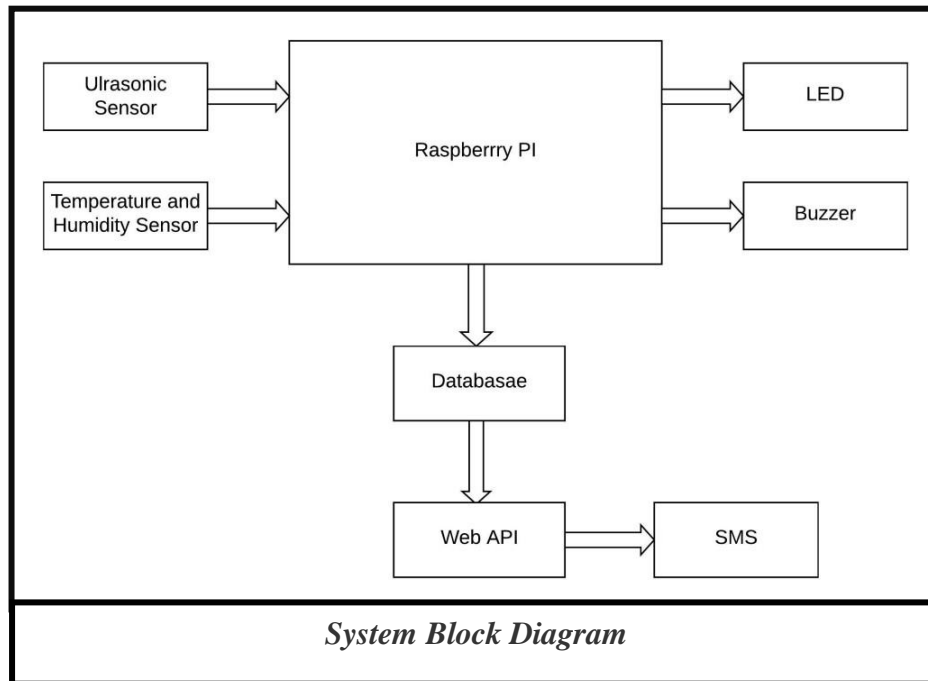 Ulrasonic
Sensor
Raspberrry PI
LED
Temperature and
Humidity Sensor
Buzzer
Databasae
Web API
SMS
System Block Diagram